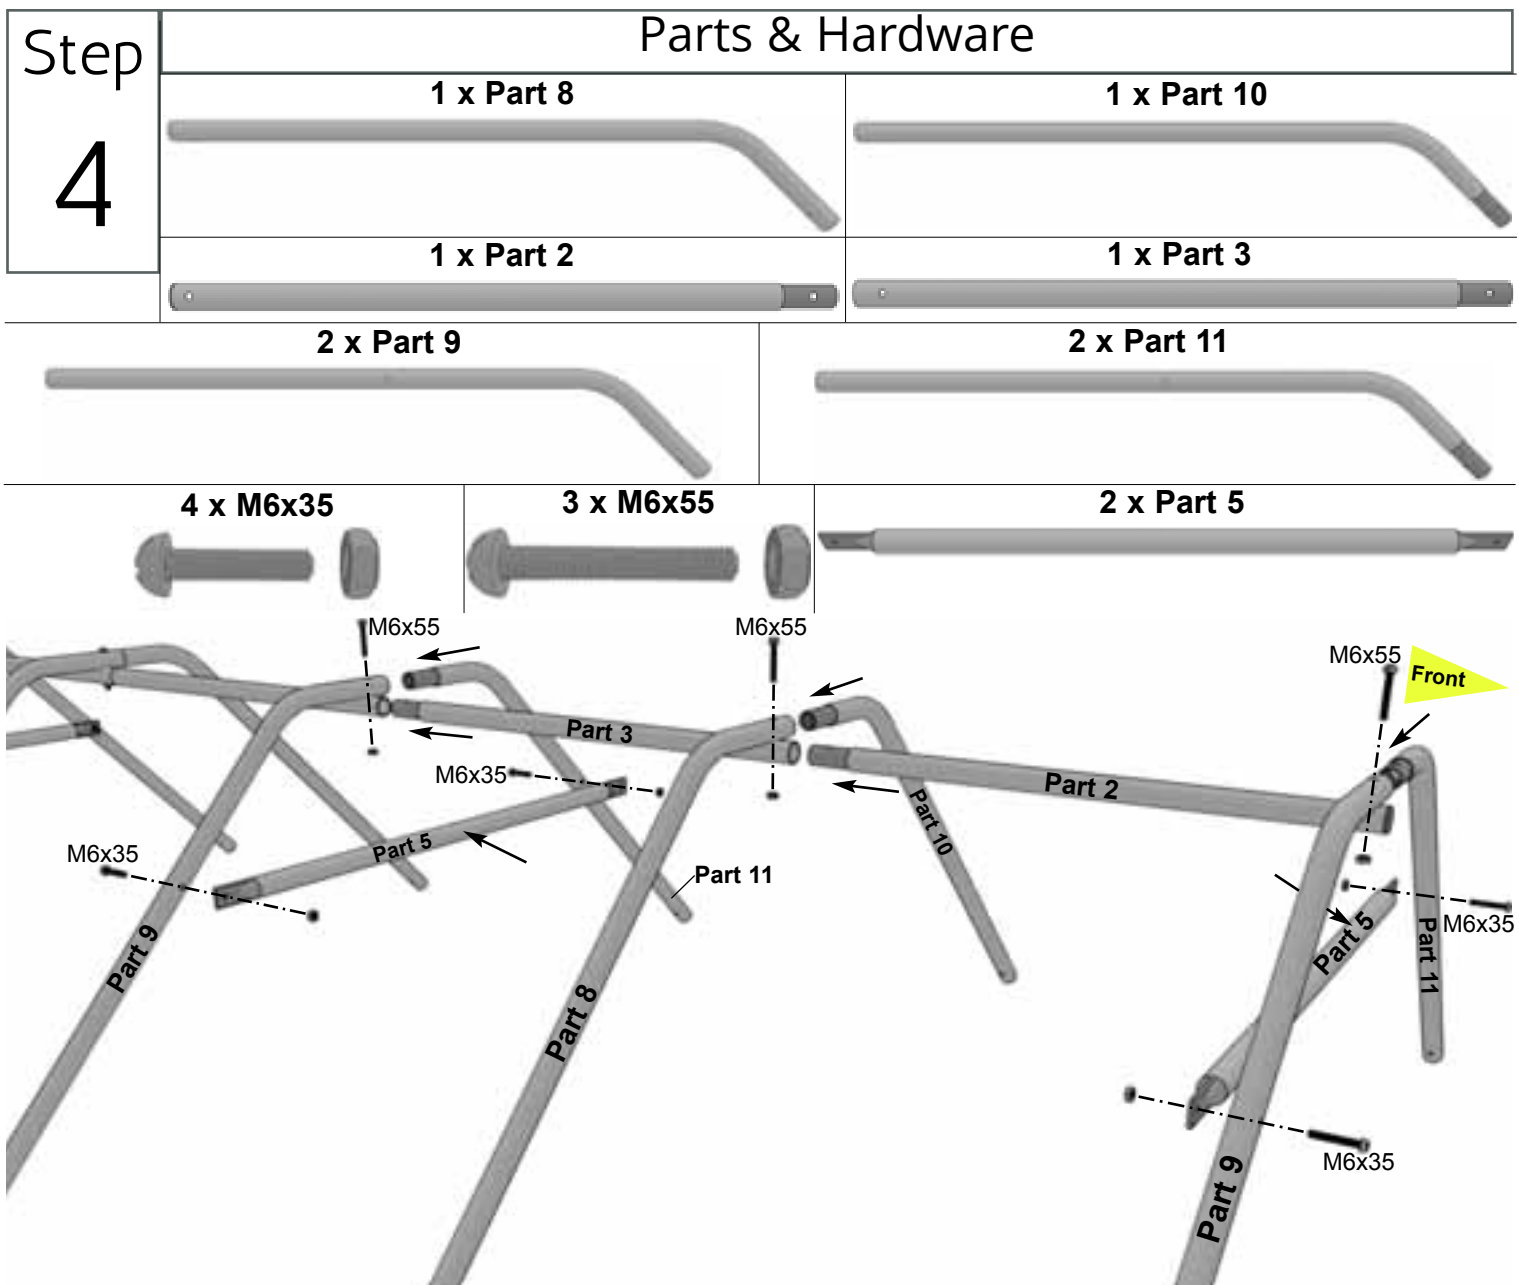 Step
4
Parts & Hardware
1 x Part 8
1 x Part 10
1 x Part 2
1 x Part 3
2 x Part 9
2 x Part 11
4 x M6x35
3 x M6x55
2 x Part 5
M6x55
M6x55
M6x55
Front
Part 3
M6x35
Part 2
Part 10
Part 5
M6x35
Part 11
M6x35
Part 5
Part 11
Part 9
Part 8
M6x35
Part 9